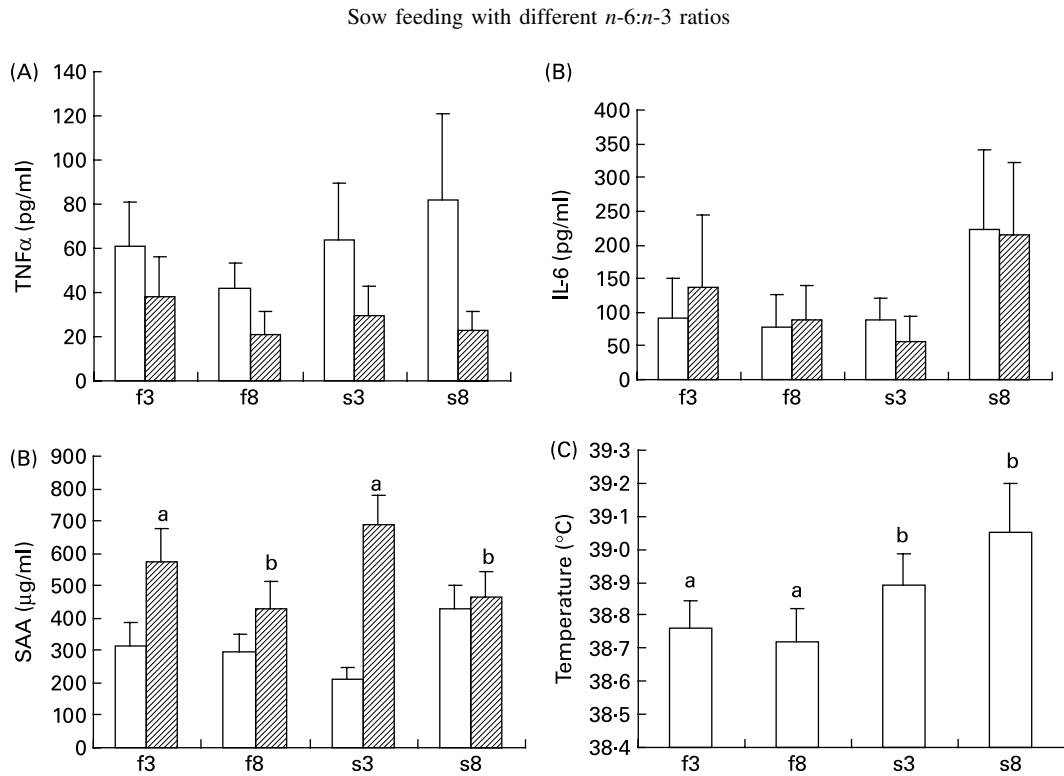 Sow feeding with different n-6:n-3 ratios
(A)
TNFα (pg/ml)
140
120
100
80
60
40
20
0
f3 f8 s3 s8
(B)
IL-6 (pg/ml)
400
350
300
250
200
150
100
50
0
f3 f8 s3 s8
(B)
SAA (µg/ml)
900
800
700
600
500
400
300
200
100
0
a b a b
f3 f8 s3 s8
(C)
Temperature (°C)
39·3
39·2
39·1
39·0
38·9
38·8
38·7
38·6
38·5
38·4
a a b b
f3 f8 s3 s8